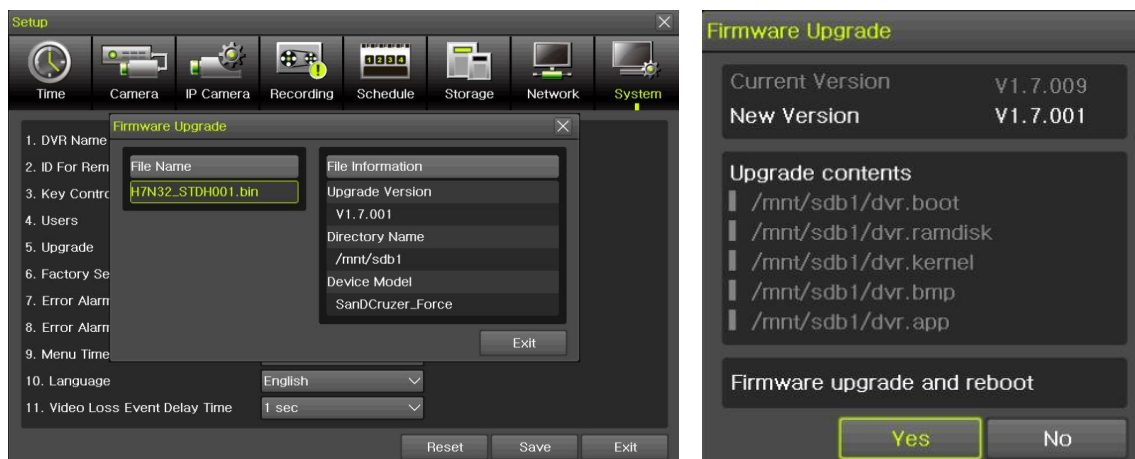 Setup
Time Camera IP Camera Recording Schedule Storage Network System
1. DVR Name
2. ID For Rem
3. Key Contro
4. Users
5. Upgrade
6. Factory Se
7. Error Alarm
8. Error Alarm
9. Menu Time
10. Language English
11. Video Loss Event Delay Time 1 sec
Reset Save Exit
Firmware Upgrade
File Name
H7N32_STDH001.bin
File Information
Upgrade Version
V1.7.001
Directory Name
/mnt/sdb1
Device Model
SanDCruzer_Force
Exit
Firmware Upgrade
Current Version V1.7.009
New Version V1.7.001
Upgrade contents
/mnt/sdb1/dvr.boot
/mnt/sdb1/dvr.ramdisk
/mnt/sdb1/dvr.kernel
/mnt/sdb1/dvr.bmp
/mnt/sdb1/dvr.app
Firmware upgrade and reboot
Yes No